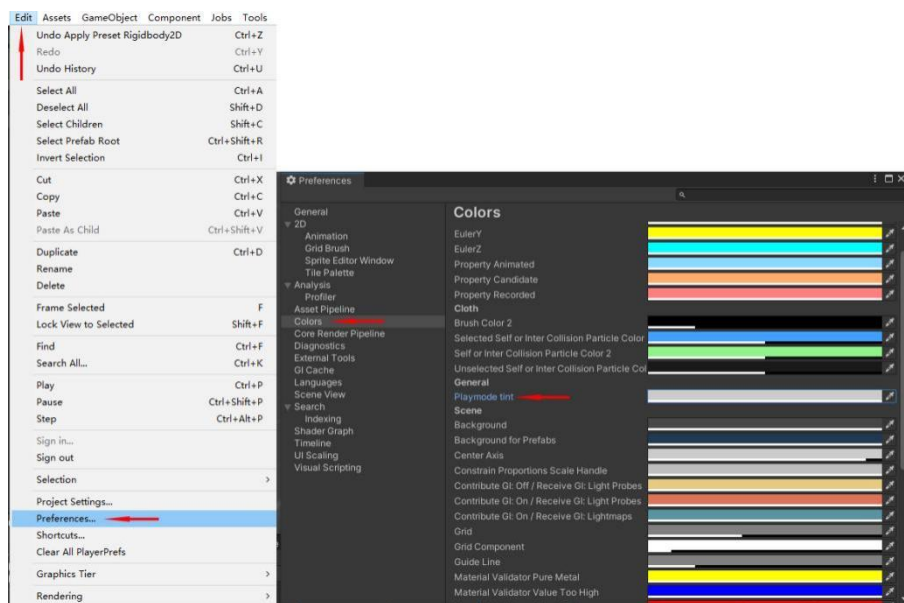 Edit Assets GameObject Component Jobs Tools
Undo Apply Preset Rigidbody2D Ctrl+Z
Redo Ctrl+Y
Undo History Ctrl+U
Select All Ctrl+A
Deselect All Shift+D
Select Children Shift+C
Select Prefab Root Ctrl+Shift+R
Invert Selection Ctrl+I
Cut Ctrl+X
Copy Ctrl+C
Paste Ctrl+V
Paste As Child Ctrl+Shift+V
Duplicate Ctrl+D
Rename
Delete
Frame Selected F
Lock View to Selected Shift+F
Find Ctrl+F
Search All... Ctrl+K
Play Ctrl+P
Pause Ctrl+Shift+P
Step Ctrl+Alt+P
Sign in...
Sign out
Selection
Project Settings...
Preferences...
Shortcuts...
Clear All PlayerPrefs
Graphics Tier
Rendering
Preferences
General
2D
Animation
Grid Brush
Sprite Editor Window
Tile Palette
Analysis
Profiler
Asset Pipeline
Colors
Core Render Pipeline
Diagnostics
External Tools
GI Cache
Languages
Scene View
Search
Indexing
Shader Graph
Timeline
UI Scaling
Visual Scripting
Colors
EulerY
EulerZ
Property Animated
Property Candidate
Property Recorded
Cloth
Brush Color 2
Selected Self or Inter Collision Particle Color
Self or Inter Collision Particle Color 2
Unselected Self or Inter Collision Particle Col
General
Playmode tint
Scene
Background
Background for Prefabs
Center Axis
Constrain Proportions Scale Handle
Contribute GI: Off / Receive GI: Light Probes
Contribute GI: On / Receive GI: Light Probes
Contribute GI: On / Receive GI: Lightmaps
Grid
Grid Component
Guide Line
Material Validator Pure Metal
Material Validator Value Too High